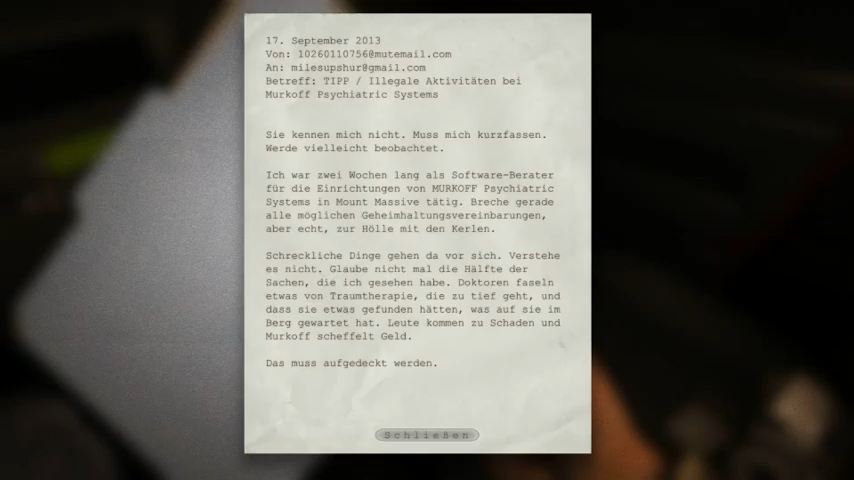 17. September 2013
Von: 10260110756@mutemail.com
An: milesupshur@gmail.com
Betreff: TIPP / Illegale Aktivitäten bei
Murkoff Psychiatric Systems
Sie kennen mich nicht. Muss mich kurzfassen.
Werde vielleicht beobachtet.
Ich war zwei Wochen lang als Software-Berater
für die Einrichtungen von MURKOFF Psychiatric
Systems in Mount Massive tätig. Breche gerade
alle möglichen Geheimhaltungsvereinbarungen,
aber echt, zur Hölle mit den Kerlen.
Schreckliche Dinge gehen da vor sich. Verstehe
es nicht. Glaube nicht mal die Hälfte der
Sachen, die ich gesehen habe. Doktoren faseln
etwas von Traumtherapie, die zu tief geht, und
dass sie etwas gefunden hätten, was auf sie im
Berg gewartet hat. Leute kommen zu Schaden und
Murkoff scheffelt Geld.
Das muss aufgedeckt werden.
Schließen